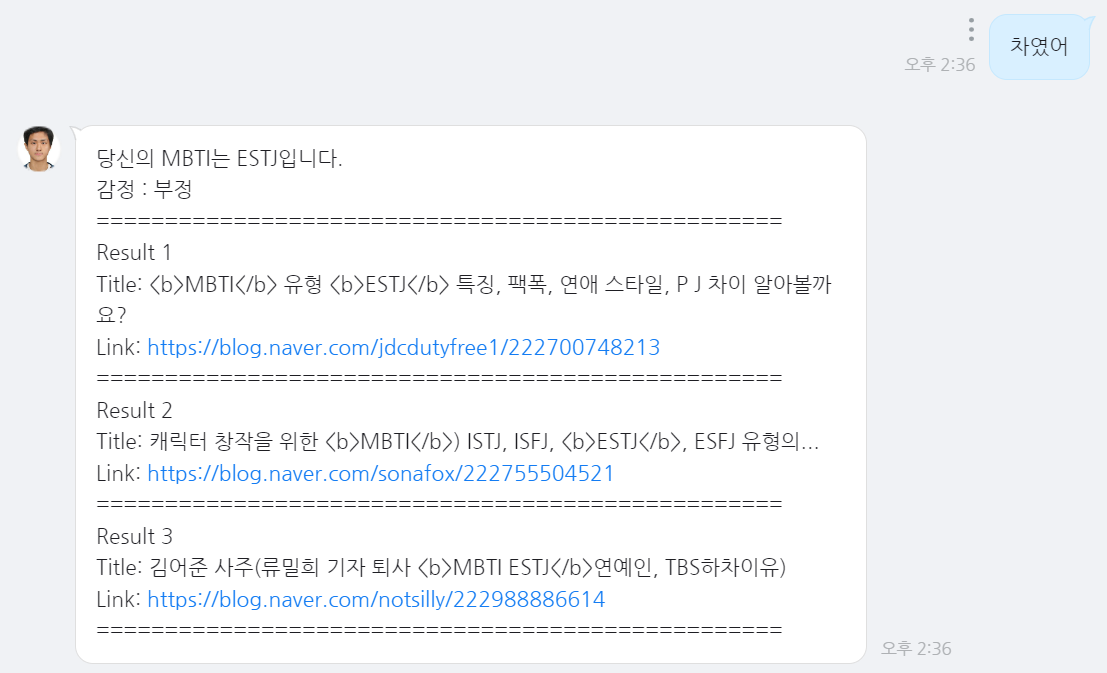 차였어
오후 2:36
당신의 MBTI는 ESTJ입니다.
감정 : 부정
==================================================
Result 1
Title: <b>MBTI</b> 유형 <b>ESTJ</b> 특징, 팩폭, 연애 스타일, P J 차이 알아볼까
요?
Link: https://blog.naver.com/jdcdutyfree1/222700748213
==================================================
Result 2
Title: 캐릭터 창작을 위한 <b>MBTI</b>) ISTJ, ISFJ, <b>ESTJ</b>, ESFJ 유형의...
Link: https://blog.naver.com/sonafox/222755504521
==================================================
Result 3
Title: 김어준 사주(류밀희 기자 퇴사 <b>MBTI ESTJ</b>연예인, TBS하차이유)
Link: https://blog.naver.com/notsilly/222988886614
==================================================
오후 2:36